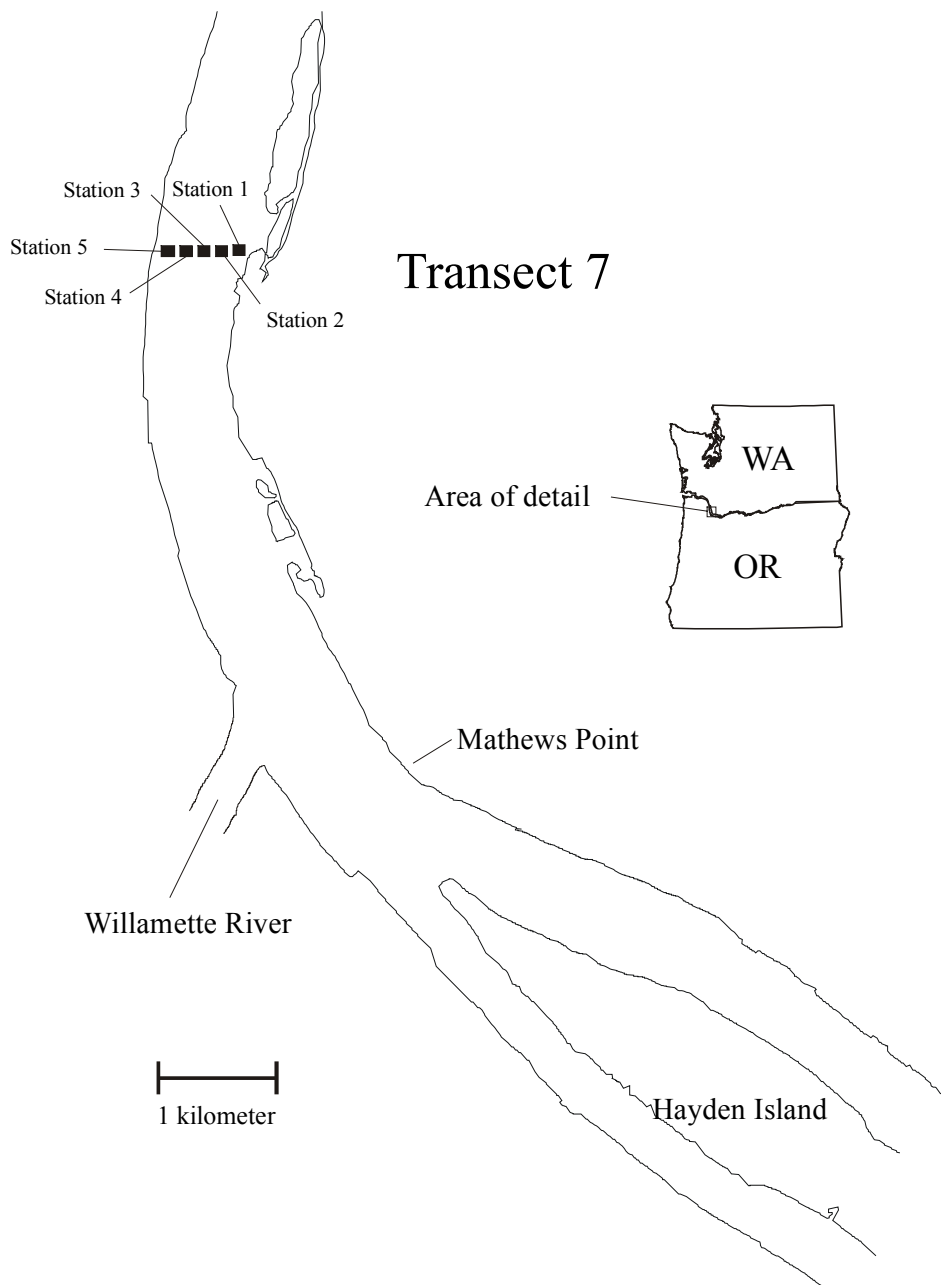 Station 3
Station 1
Station 5
Station 4
Station 2
Transect 7
WA
Area of detail
OR
Mathews Point
Willamette River
1 kilometer
Hayden Island